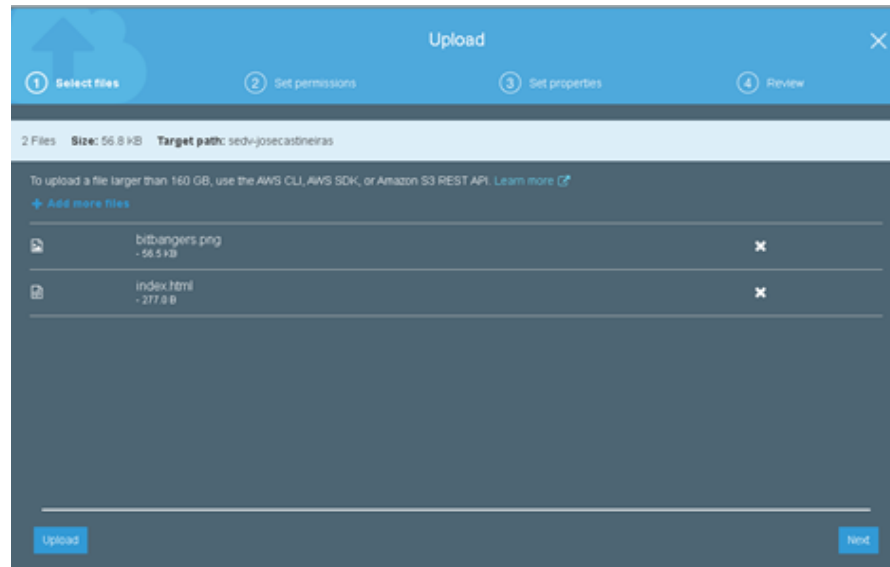 Upload
1 Select files 2 Set permissions 3 Set properties 4 Review
2 Files Size: 56.8 kB Target path: sedv-josecastineiras
To upload a file larger than 160 GB, use the AWS CLI, AWS SDK, or Amazon S3 REST API. Learn more
+ Add more files
bitbangers.png
- 56.5 kB
index.html
- 277.0 B
Upload Next